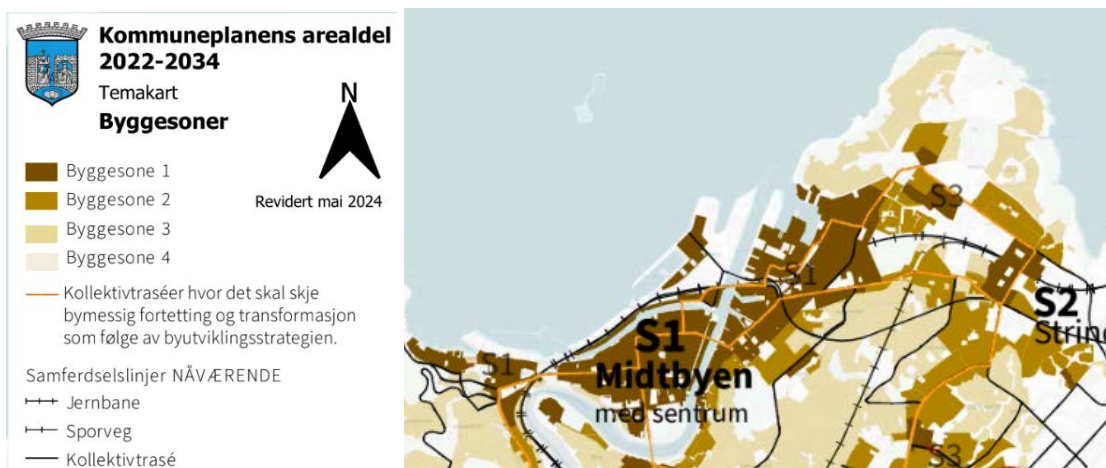 Kommuneplanens arealdel
2022-2034
Temakart
Byggesoner
N
Revidert mai 2024
Byggesone 1
Byggesone 2
Byggesone 3
Byggesone 4
Kollektivtraséer hvor det skal skje
bymessig fortetting og transformasjon
som følge av byutviklingsstrategien.
Samferdselslinjer NÅVÆRENDE
Jernbane
Sporveg
Kollektivtrasé
S3
S1
S2
Strind
S1
S1
Midtbyen
med sentrum
S3